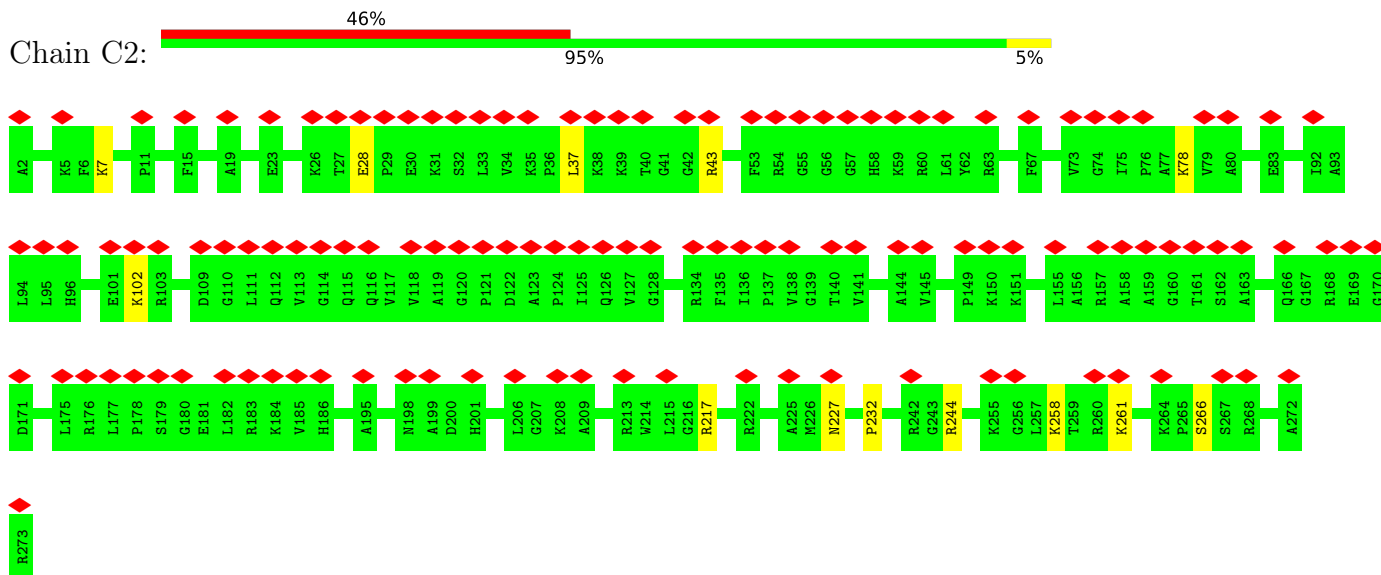 46%
Chain C2:
95% 5%
A2 K5 F6 K7 P11 F15 A19 E23 K26 T27 E28 P29 E30 K31 S32 L33 V34 K35 P36 L37 K38 K39 T40 G41 G42 R43 F53 R54 G55 G56 G57 H58 K59 R60 L61 Y62 R63 F67 V73 G74 I75 P76 A77 K78 V79 A80 E83 I92 A93
L94 L95 H96 E101 K102 R103 D109 G110 L111 Q112 V113 G114 Q115 Q116 V117 V118 A119 G120 P121 D122 A123 P124 I125 Q126 V127 G128 R134 F135 I136 P137 V138 G139 T140 V141 A144 V145 P149 K150 K151 L155 A156 R157 A158 A159 G160 T161 S162 A163 Q166 G167 R168 E169 G170
D171 L175 R176 L177 P178 S179 G180 E181 L182 R183 K184 V185 H186 A195 N198 A199 D200 H201 L206 G207 K208 A209 R213 W214 L215 G216 R217 R222 A225 M226 N227 P232 R242 G243 R244 K255 G256 L257 K258 T259 R260 K261 K264 P265 S266 S267 R268 A272
R273